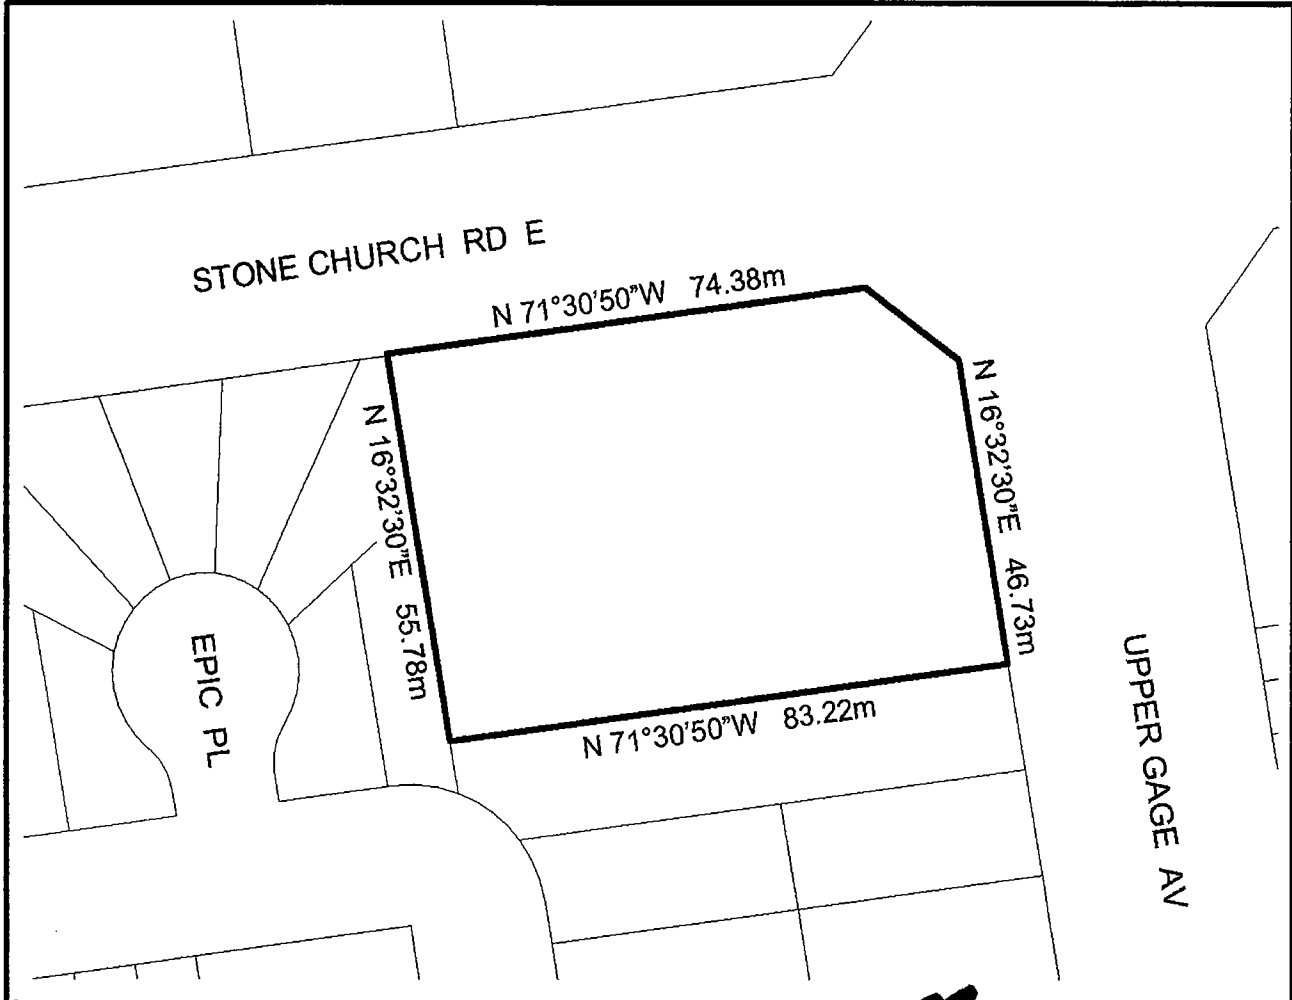 STONE CHURCH RD E
N 71°30'50"W 74.38m
N 16°32'30"E 55.78m
N 16°32'30"E 46.73m
EPIC PL
N 71°30'50"W 83.22m
UPPER GAGE AV